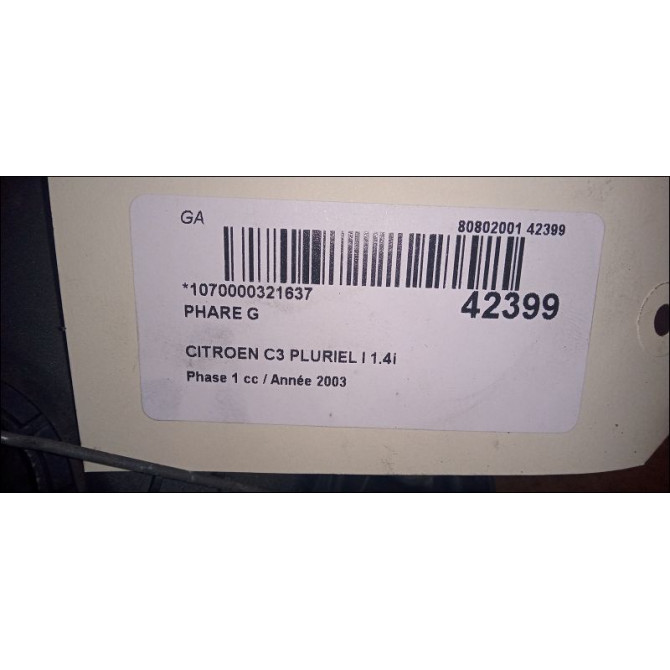 GA
80802001 42399
*1070000321637
42399
PHARE G
CITROEN C3 PLURIEL I 1.4i
Phase 1 cc / Année 2003